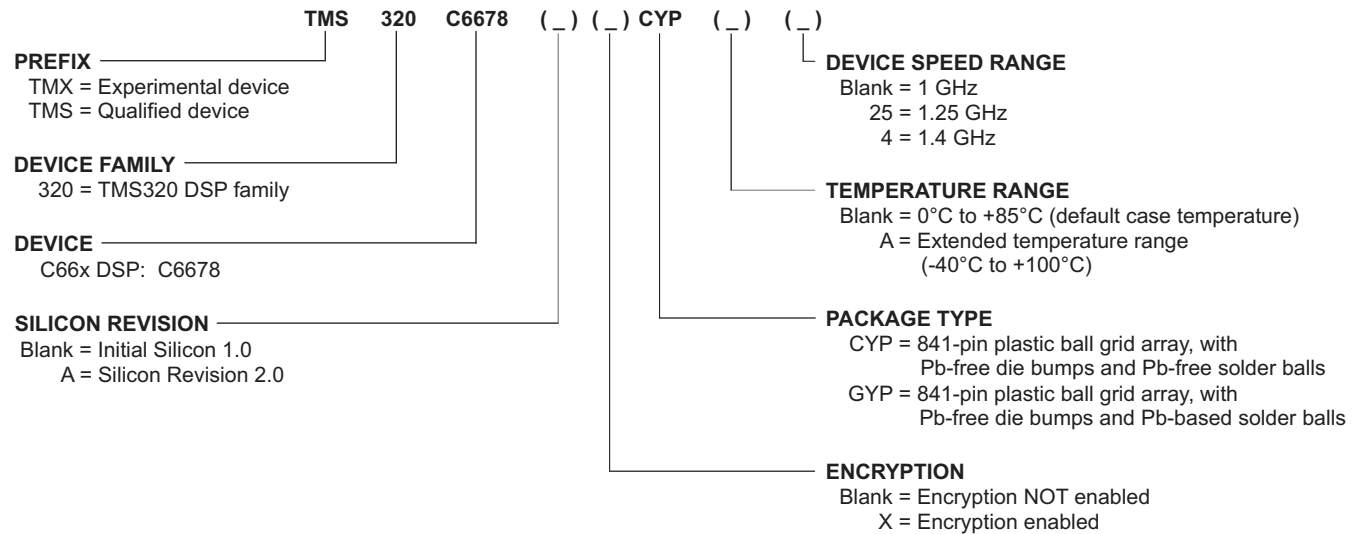 TMS 320 C6678 ( _ ) ( _ ) CYP ( _ ) ( _ )
PREFIX
TMX = Experimental device
TMS = Qualified device
DEVICE FAMILY
320 = TMS320 DSP family
DEVICE
C66x DSP: C6678
SILICON REVISION
Blank = Initial Silicon 1.0
A = Silicon Revision 2.0
DEVICE SPEED RANGE
Blank = 1 GHz
25 = 1.25 GHz
4 = 1.4 GHz
TEMPERATURE RANGE
Blank = 0°C to +85°C (default case temperature)
A = Extended temperature range
(-40°C to +100°C)
PACKAGE TYPE
CYP = 841-pin plastic ball grid array, with
Pb-free die bumps and Pb-free solder balls
GYP = 841-pin plastic ball grid array, with
Pb-free die bumps and Pb-based solder balls
ENCRYPTION
Blank = Encryption NOT enabled
X = Encryption enabled